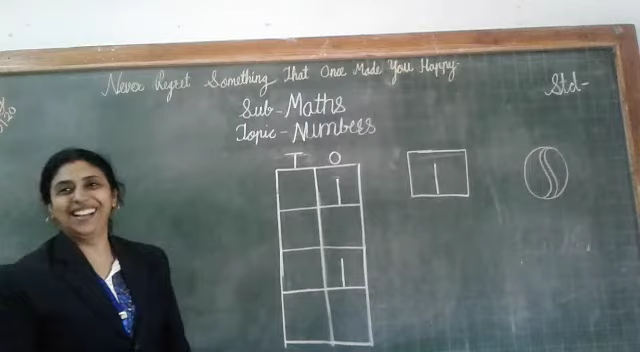 Never Regret Something That Once Made You Happy.
Std-
Sub-Maths
Topic-Numbers
T O
1 1
1